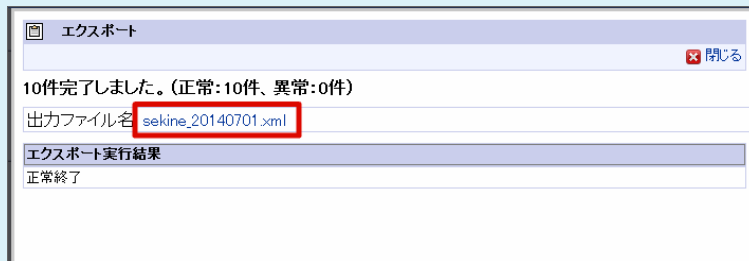 エクスポート
閉じる
10件完了しました。(正常:10件、異常:0件)
出力ファイル名 sekine_20140701.xml
エクスポート実行結果
正常終了